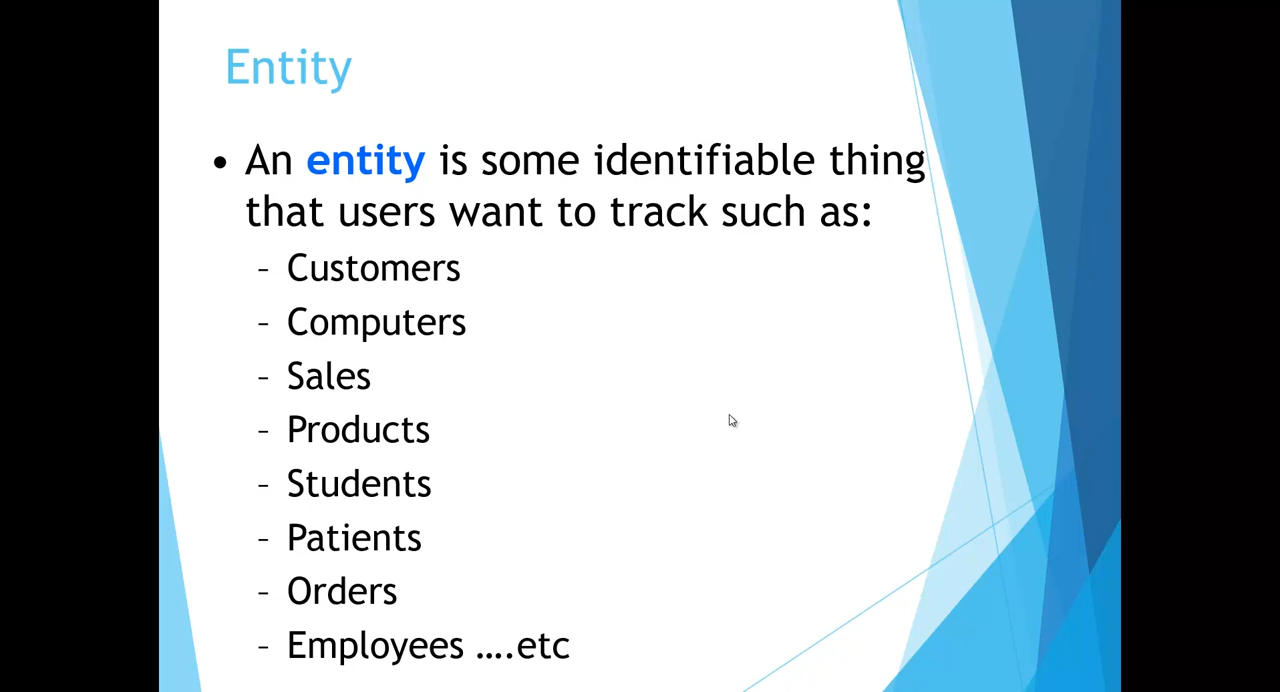 Entity
• An entity is some identifiable thing
that users want to track such as:
– Customers
– Computers
– Sales
– Products
– Students
– Patients
– Orders
– Employees ….etc